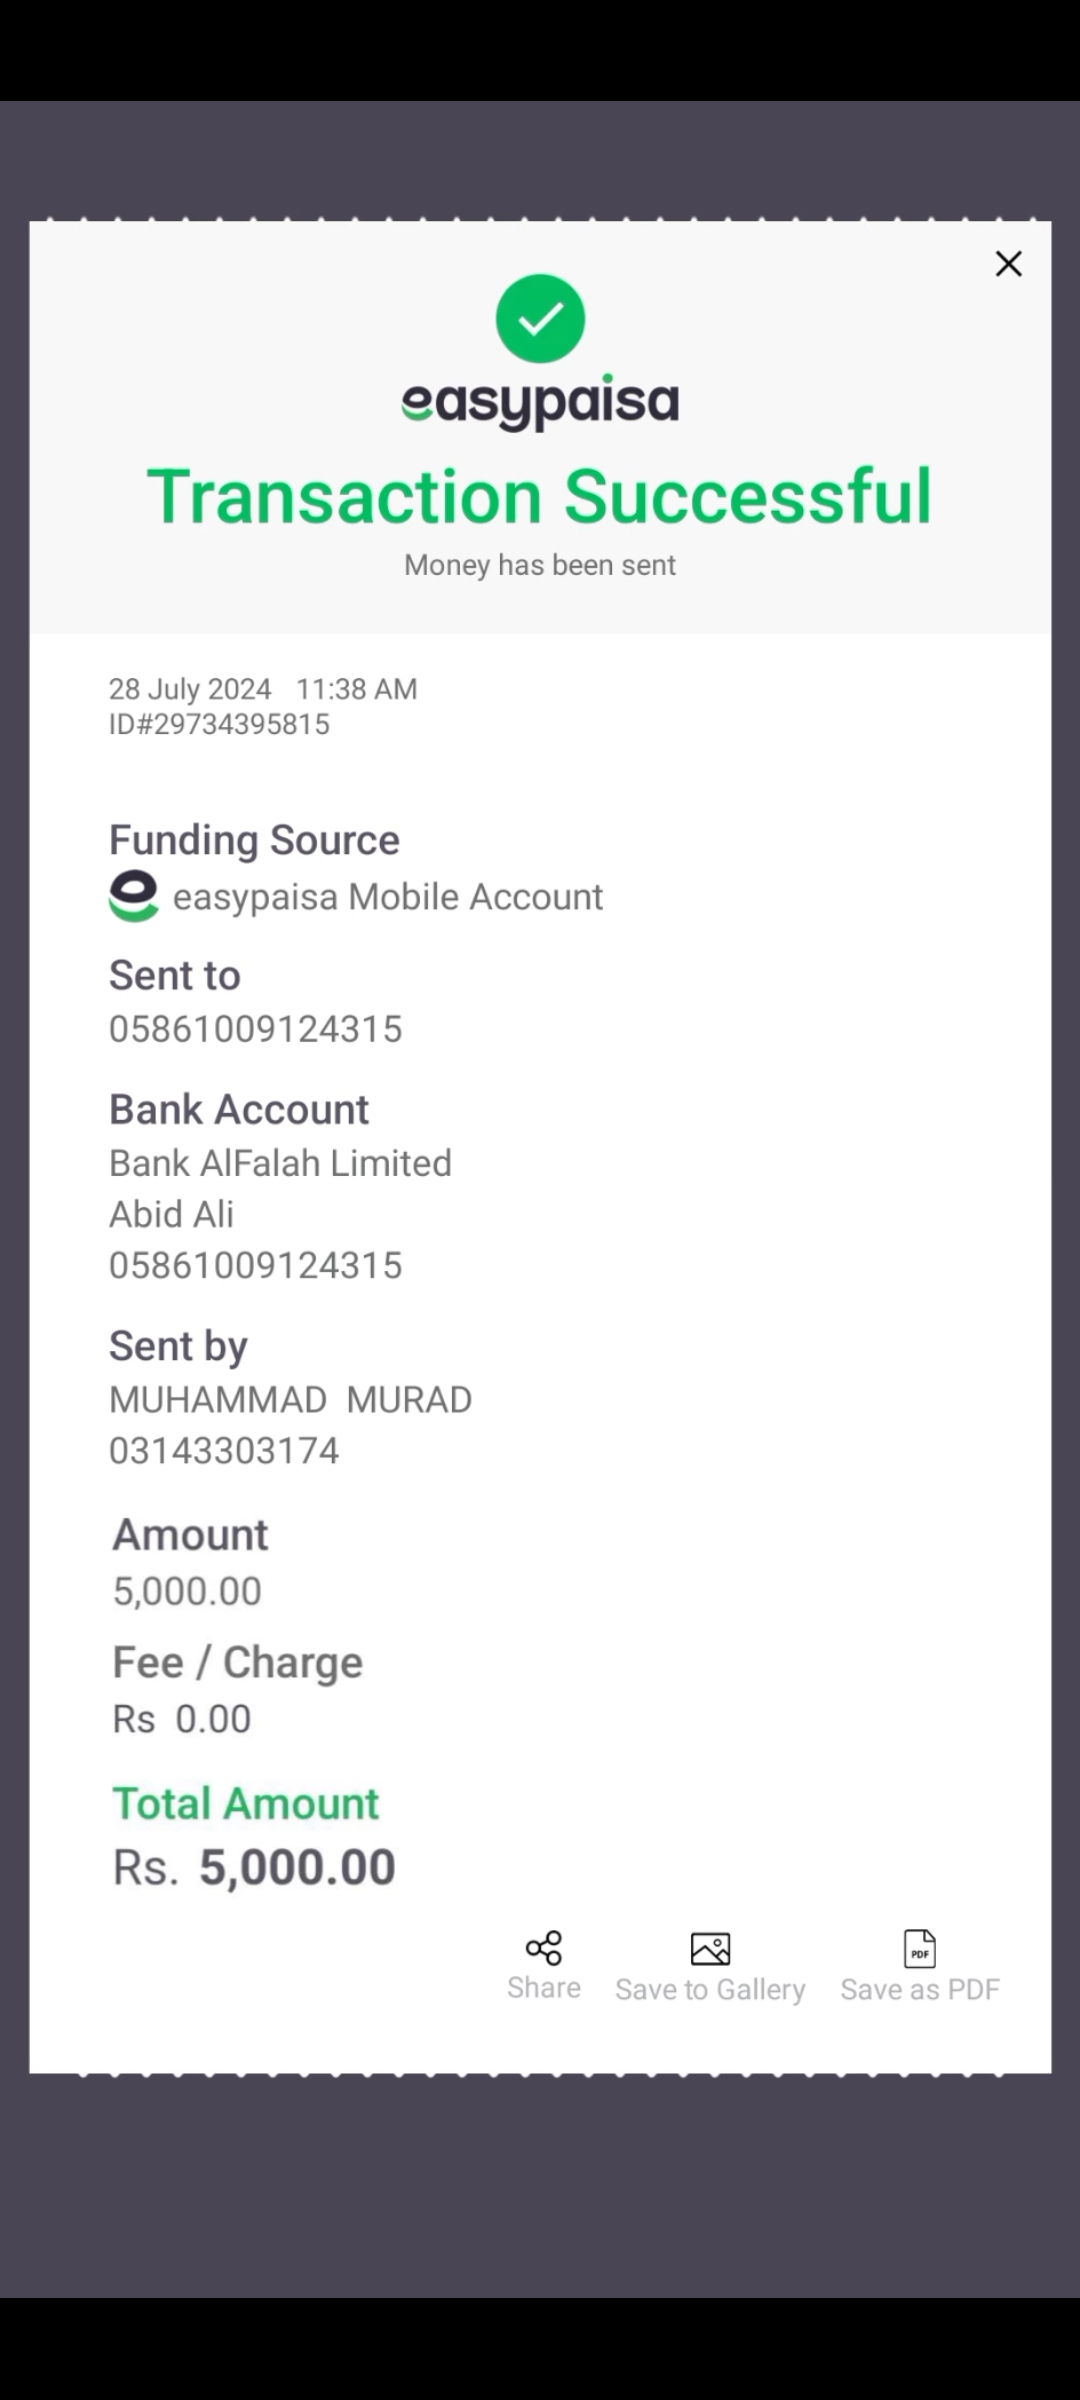 easypaisa
Transaction Successful
Money has been sent
28 July 2024 11:38 AM
ID#29734395815
Funding Source
easypaisa Mobile Account
Sent to
05861009124315
Bank Account
Bank AlFalah Limited
Abid Ali
05861009124315
Sent by
MUHAMMAD MURAD
03143303174
Amount
5,000.00
Fee / Charge
Rs 0.00
Total Amount
Rs. 5,000.00
PDF
Share Save to Gallery Save as PDF